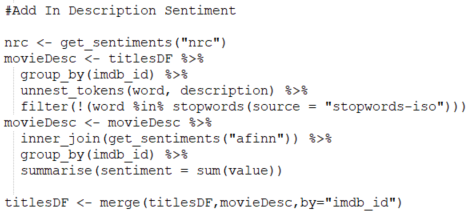 #Add In Description Sentiment

nrc <- get_sentiments("nrc")
movieDesc <- titlesDF %>%
  group_by(imdb_id) %>%
  unnest_tokens(word, description) %>%
  filter(!(word %in% stopwords(source = "stopwords-iso")))
movieDesc <- movieDesc %>%
  inner_join(get_sentiments("afinn")) %>%
  group_by(imdb_id) %>%
  summarise(sentiment = sum(value))

titlesDF <- merge(titlesDF,movieDesc,by="imdb_id")